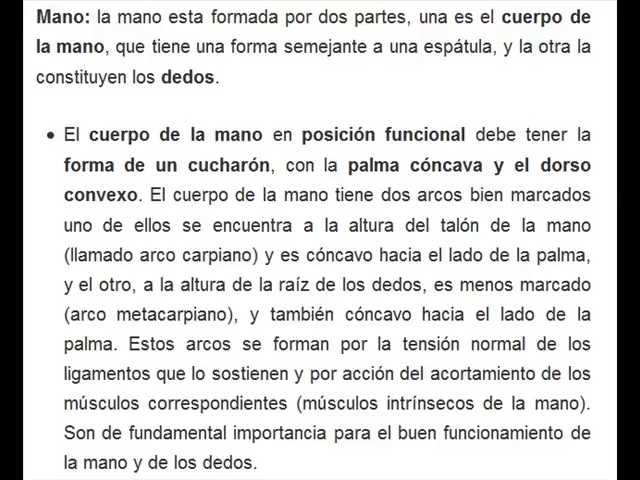 Mano: la mano esta formada por dos partes, una es el cuerpo de
la mano, que tiene una forma semejante a una espátula, y la otra la
constituyen los dedos.
• El cuerpo de la mano en posición funcional debe tener la
forma de un cucharón, con la palma cóncava y el dorso
convexo. El cuerpo de la mano tiene dos arcos bien marcados
uno de ellos se encuentra a la altura del talón de la mano
(llamado arco carpiano) y es cóncavo hacia el lado de la palma,
y el otro, a la altura de la raíz de los dedos, es menos marcado
(arco metacarpiano), y también cóncavo hacia el lado de la
palma. Estos arcos se forman por la tensión normal de los
ligamentos que lo sostienen y por acción del acortamiento de los
músculos correspondientes (músculos intrínsecos de la mano).
Son de fundamental importancia para el buen funcionamiento de
la mano y de los dedos.